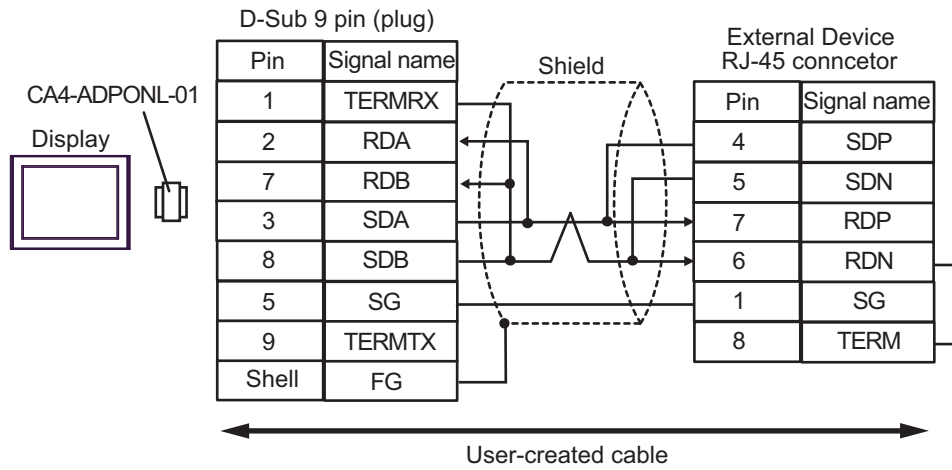 D-Sub 9 pin (plug)
Pin Signal name
1 TERMRX
2 RDA
7 RDB
3 SDA
8 SDB
5 SG
9 TERMTX
Shell FG
CA4-ADPONL-01
Display
Shield
External Device
RJ-45 conncetor
Pin Signal name
4 SDP
5 SDN
7 RDP
6 RDN
1 SG
8 TERM
User-created cable